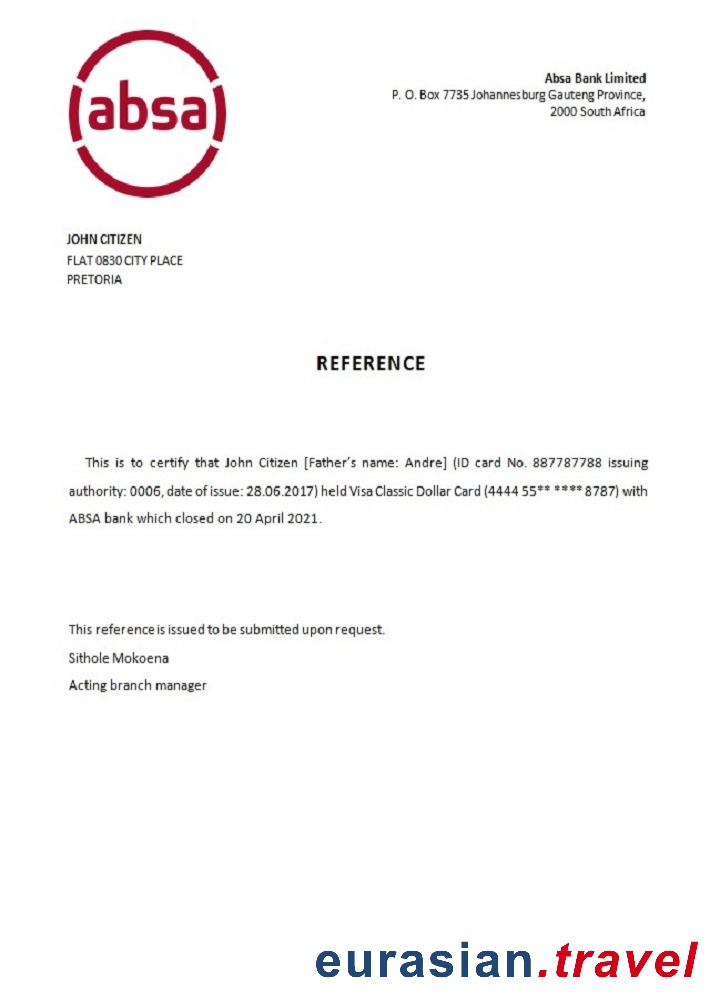 absa
Absa Bank Limited
P. O. Box 7735 Johannesburg Gauteng Province,
2000 South Africa
JOHN CITIZEN
FLAT 0830 CITY PLACE
PRETORIA
REFERENCE
This is to certify that John Citizen [Father's name: Andre] (ID card No. 887787788 issuing
authority: 0006, date of issue: 28.06.2017) held Visa Classic Dollar Card (4444 55** **** 8787) with
ABSA bank which closed on 20 April 2021.
This reference is issued to be submitted upon request.
Sithole Mokoena
Acting branch manager
eurasian.travel